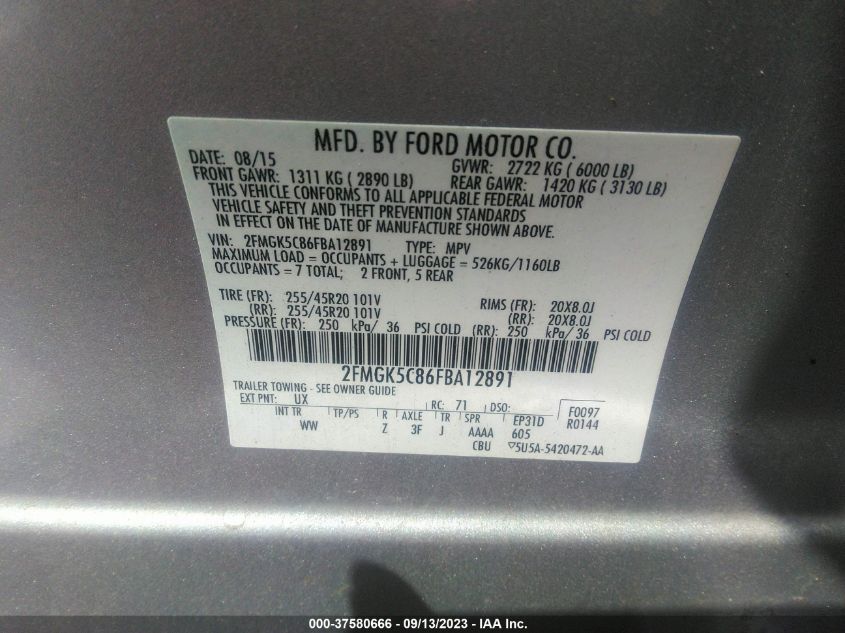 MFD. BY FORD MOTOR CO.
DATE: 08/15 GVWR: 2722 KG ( 6000 LB)
FRONT GAWR: 1311 KG ( 2890 LB) REAR GAWR: 1420 KG ( 3130 LB)
THIS VEHICLE CONFORMS TO ALL APPLICABLE FEDERAL MOTOR
VEHICLE SAFETY AND THEFT PREVENTION STANDARDS
IN EFFECT ON THE DATE OF MANUFACTURE SHOWN ABOVE.
VIN: 2FMGK5C86FBA12891 TYPE: MPV
MAXIMUM LOAD = OCCUPANTS + LUGGAGE = 526KG/1160LB
OCCUPANTS = 7 TOTAL; 2 FRONT, 5 REAR
TIRE (FR): 255/45R20 101V RIMS (FR): 20X8.0J
(RR): 255/45R20 101V (RR): 20X8.0J
PRESSURE (FR): 250 kPa/ 36 PSI COLD (RR): 250 kPa/ 36 PSI COLD
2FMGK5C86FBA12891
TRAILER TOWING - SEE OWNER GUIDE
EXT PNT: UX RC: 71 DSO: F0097
INT TR TP/PS R AXLE TR SPR EP31D R0144
WW Z 3F J AAAA 605
CBU ▽5U5A-5420472-AA
000-37580666 - 09/13/2023 - IAA Inc.